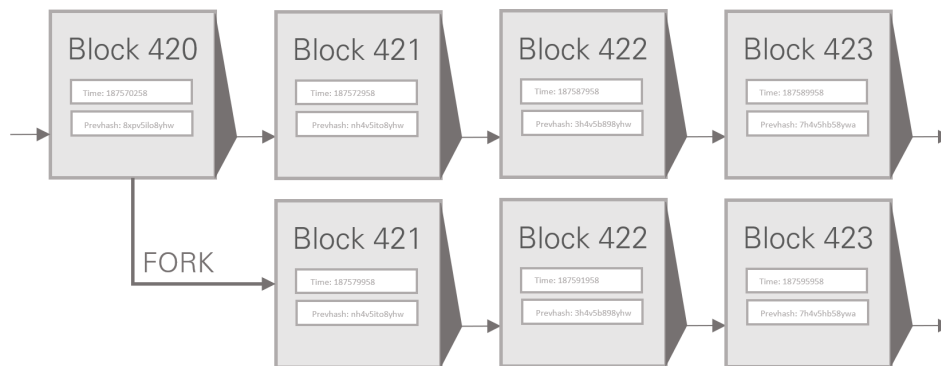 Block 420
Time: 187570258
Prevhash: 8xpv5ilo8yhw
Block 421
Time: 187572958
Prevhash: nh4v5ito8yhw
Block 422
Time: 187587958
Prevhash: 3h4v5b898yhw
Block 423
Time: 187589958
Prevhash: 7h4v5hb58ywa
FORK
Block 421
Time: 187579958
Prevhash: nh4v5ito8yhw
Block 422
Time: 187591958
Prevhash: 3h4v5b898yhw
Block 423
Time: 187595958
Prevhash: 7h4v5hb58ywa